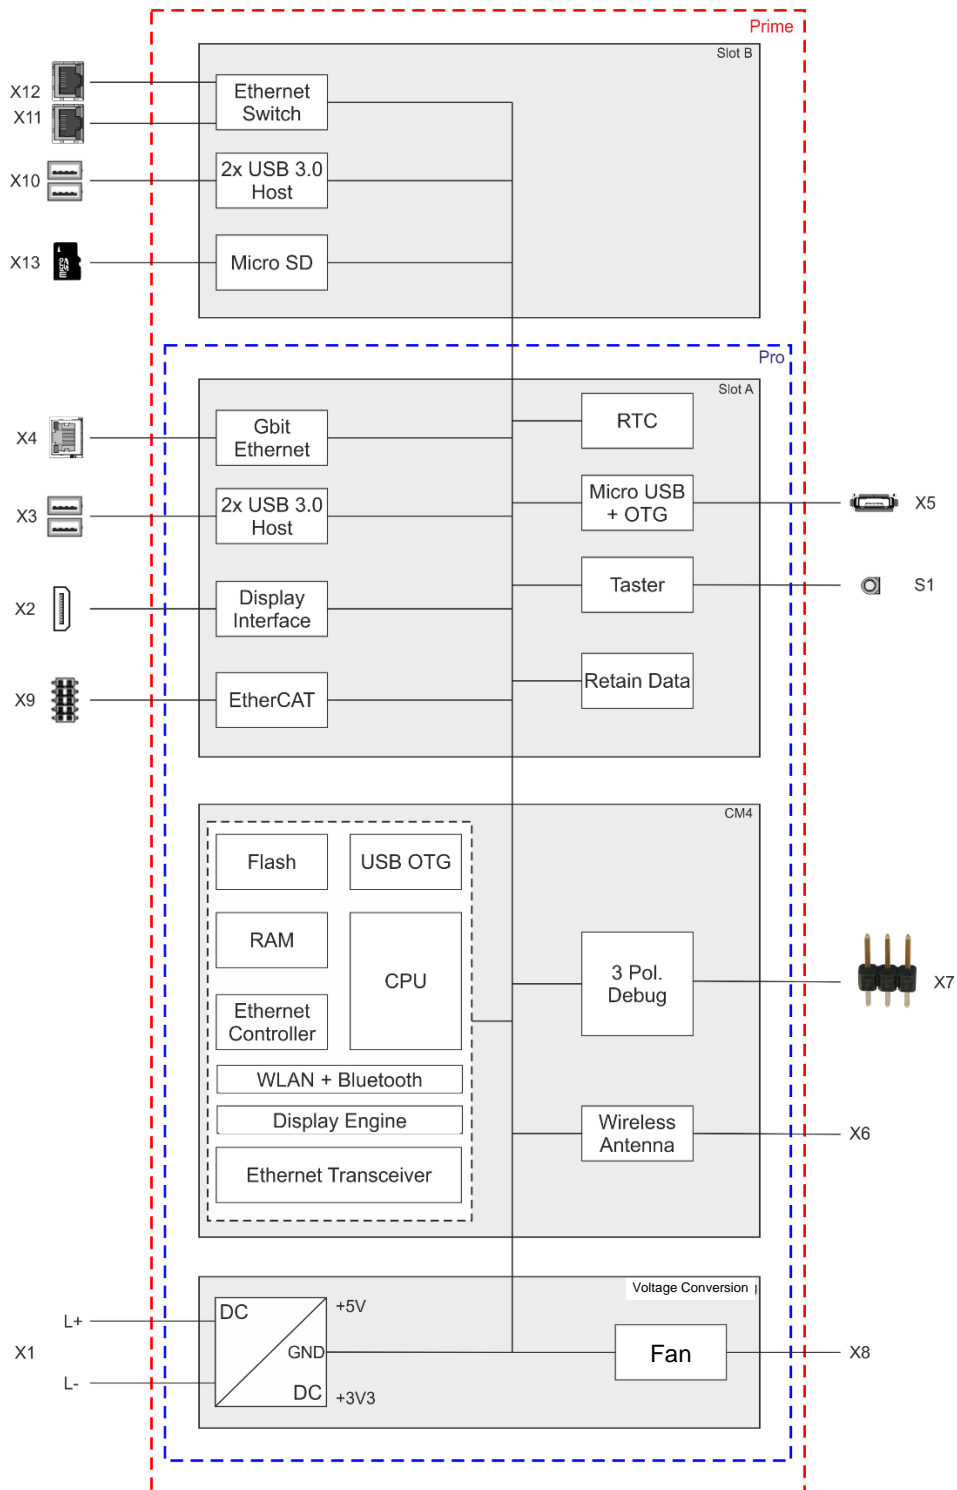 Prime
Slot B
X12
X11
Ethernet
Switch
X10
2x USB 3.0
Host
X13
Micro SD
Pro
Slot A
X4
Gbit
Ethernet
RTC
X3
2x USB 3.0
Host
Micro USB
+ OTG
X5
X2
Display
Interface
Taster
S1
X9
EtherCAT
Retain Data
CM4
Flash
USB OTG
RAM
CPU
3 Pol.
Debug
X7
Ethernet
Controller
WLAN + Bluetooth
Display Engine
Wireless
Antenna
X6
Ethernet Transceiver
Voltage Conversion
L+
DC
+5V
X1
GND
Fan
X8
L-
DC
+3V3